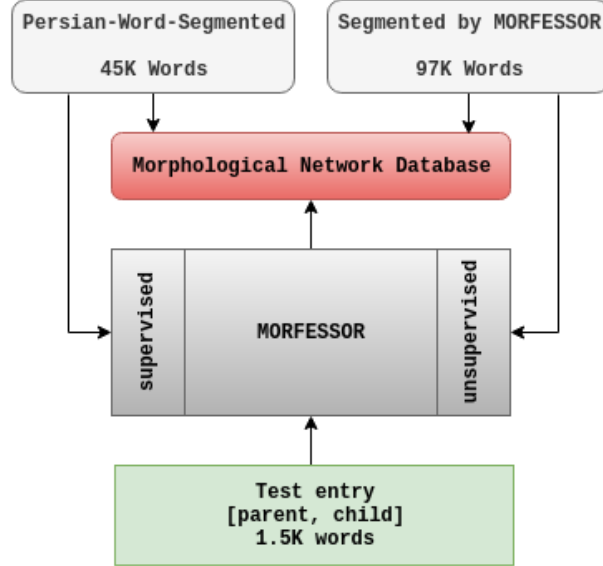 Persian-Word-Segmented
45K Words
Segmented by MORFESSOR
97K Words
Morphological Network Database
supervised
MORFESSOR
unsupervised
Test entry
[parent, child]
1.5K words